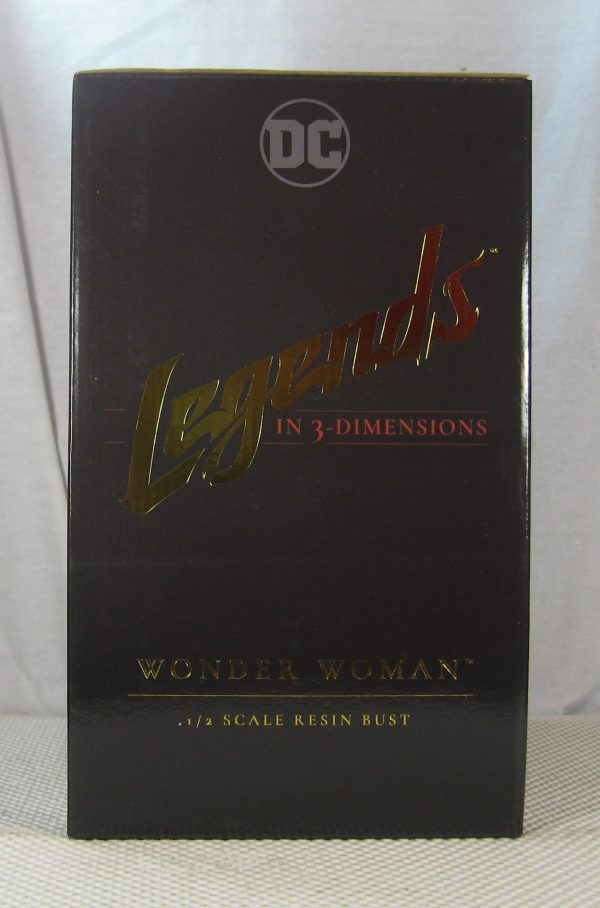 DC
Legends™
IN 3-DIMENSIONS
WONDER WOMAN™
1/2 SCALE RESIN BUST